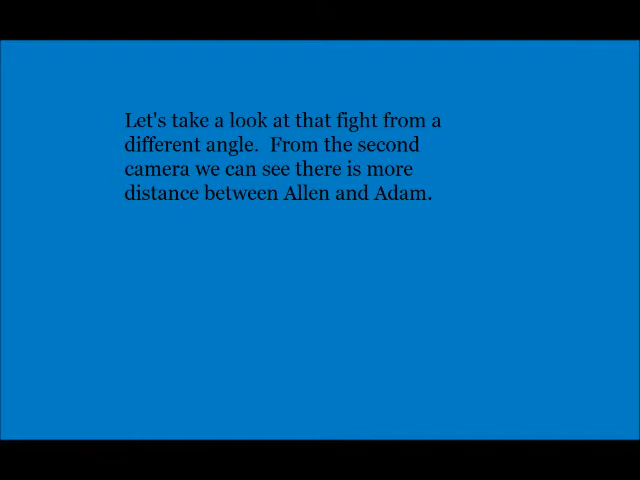 Let's take a look at that fight from a
different angle.  From the second
camera we can see there is more
distance between Allen and Adam.